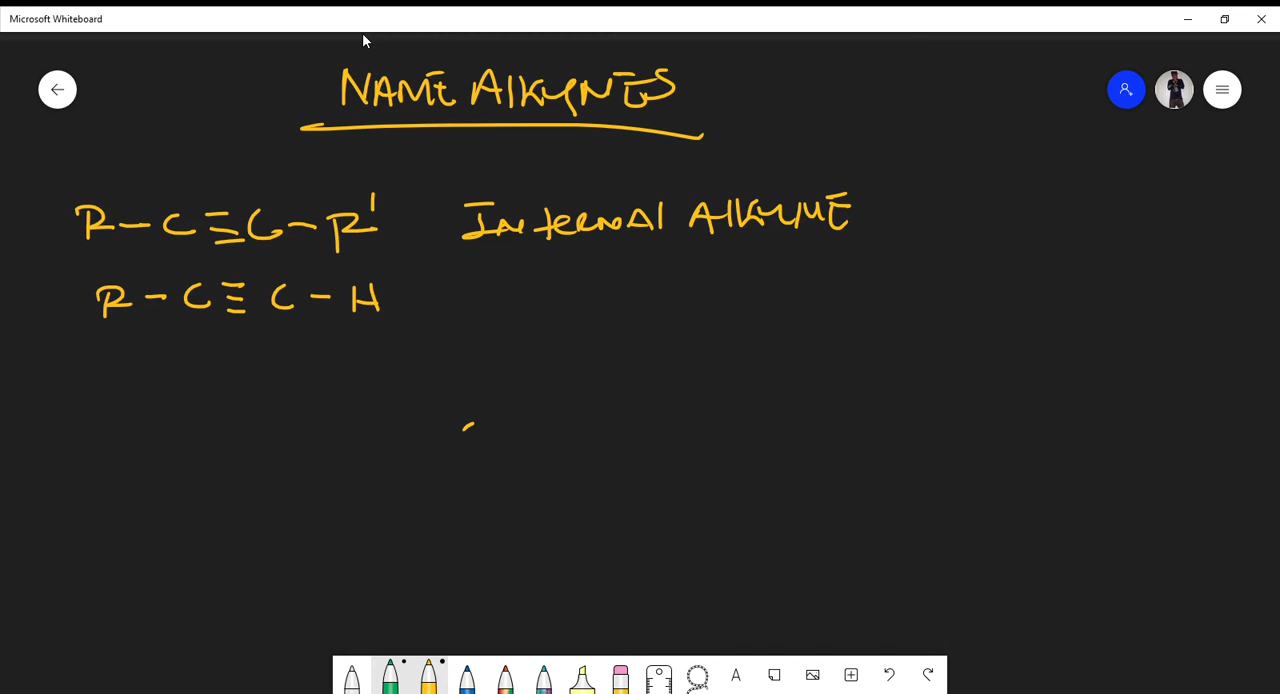 Microsoft Whiteboard
NAME AlKyNES
R-C≡C-R' INternAl AlKyNE
R-C≡C-H
A